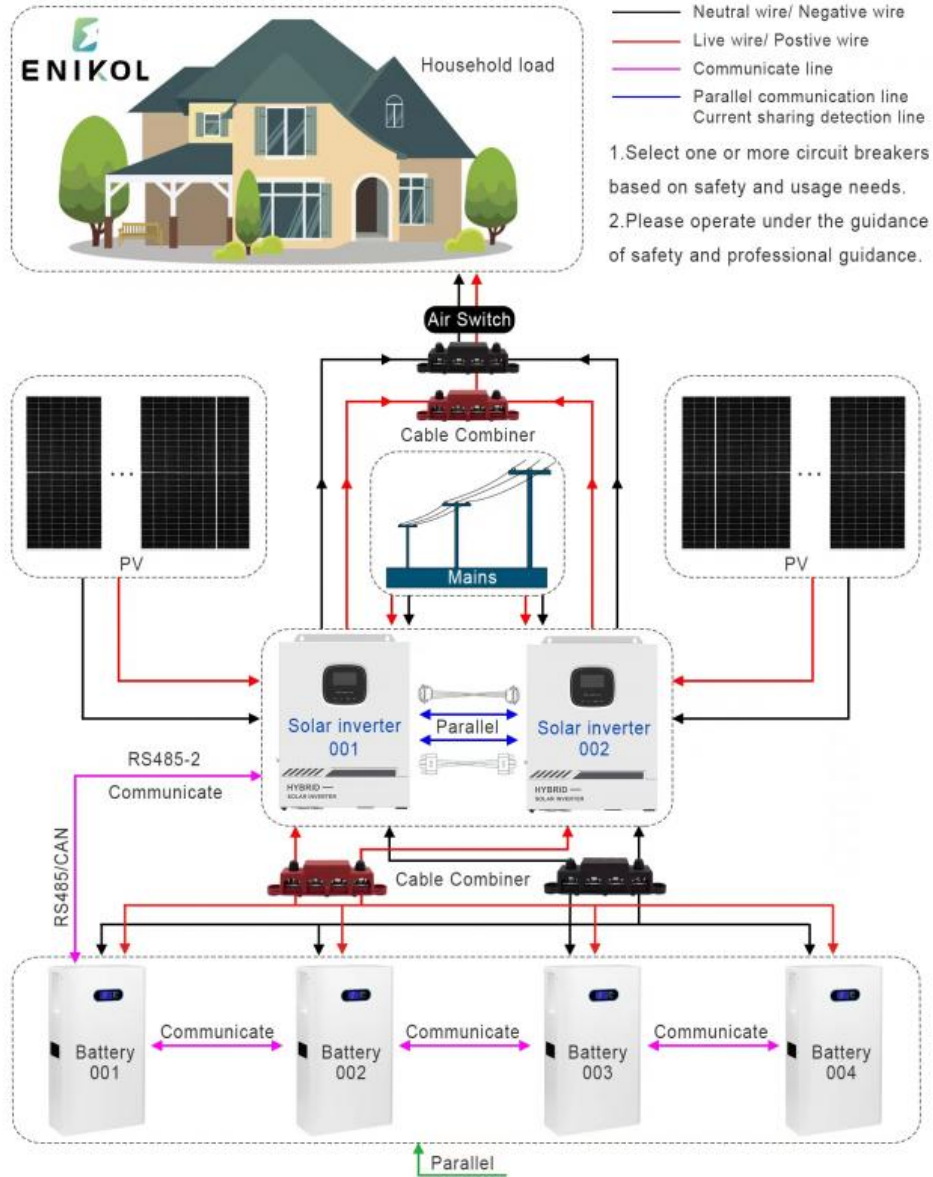 ENIKOL
Household load
Neutral wire/ Negative wire
Live wire/ Postive wire
Communicate line
Parallel communication line
Current sharing detection line
1.Select one or more circuit breakers
based on safety and usage needs.
2.Please operate under the guidance
of safety and professional guidance.
Air Switch
Cable Combiner
PV
Mains
PV
Solar inverter
001
Parallel
Solar inverter
002
HYBRID
SOLAR INVERTER
HYBRID
SOLAR INVERTER
RS485-2
Communicate
RS485/CAN
Cable Combiner
Battery
001
Communicate
Battery
002
Communicate
Battery
003
Communicate
Battery
004
Parallel